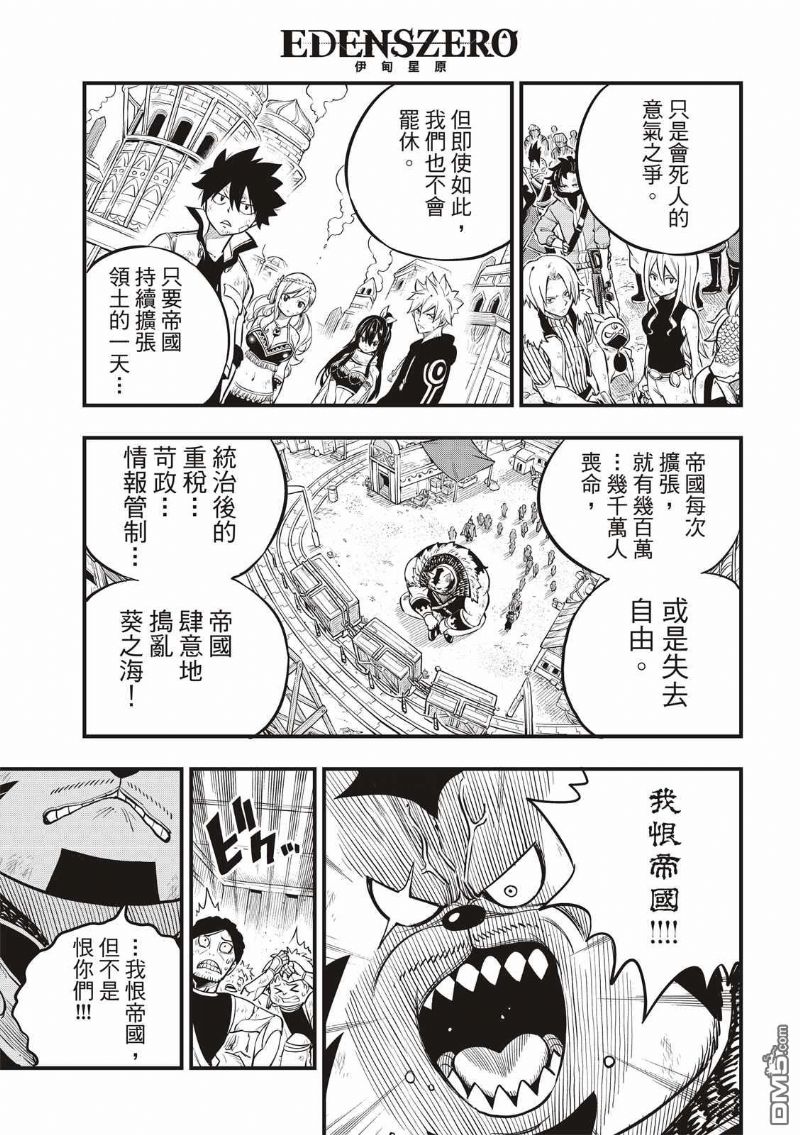 EDENSZERO
伊甸星原
只是會死人的
意氣之爭。
但即使如此，
我們也不會
罷休。
只要帝國
持續擴張
領土的一天…
帝國每次
擴張，
就有幾百萬
…幾千萬人
喪命，
或是失去
自由。
統治後的
重稅…
苛政…
情報管制…
帝國
肆意地
搗亂
葵之海！
我恨帝國!!!!
ビクッ
…我恨帝國，
但不是
恨你們!!!
DM5.com